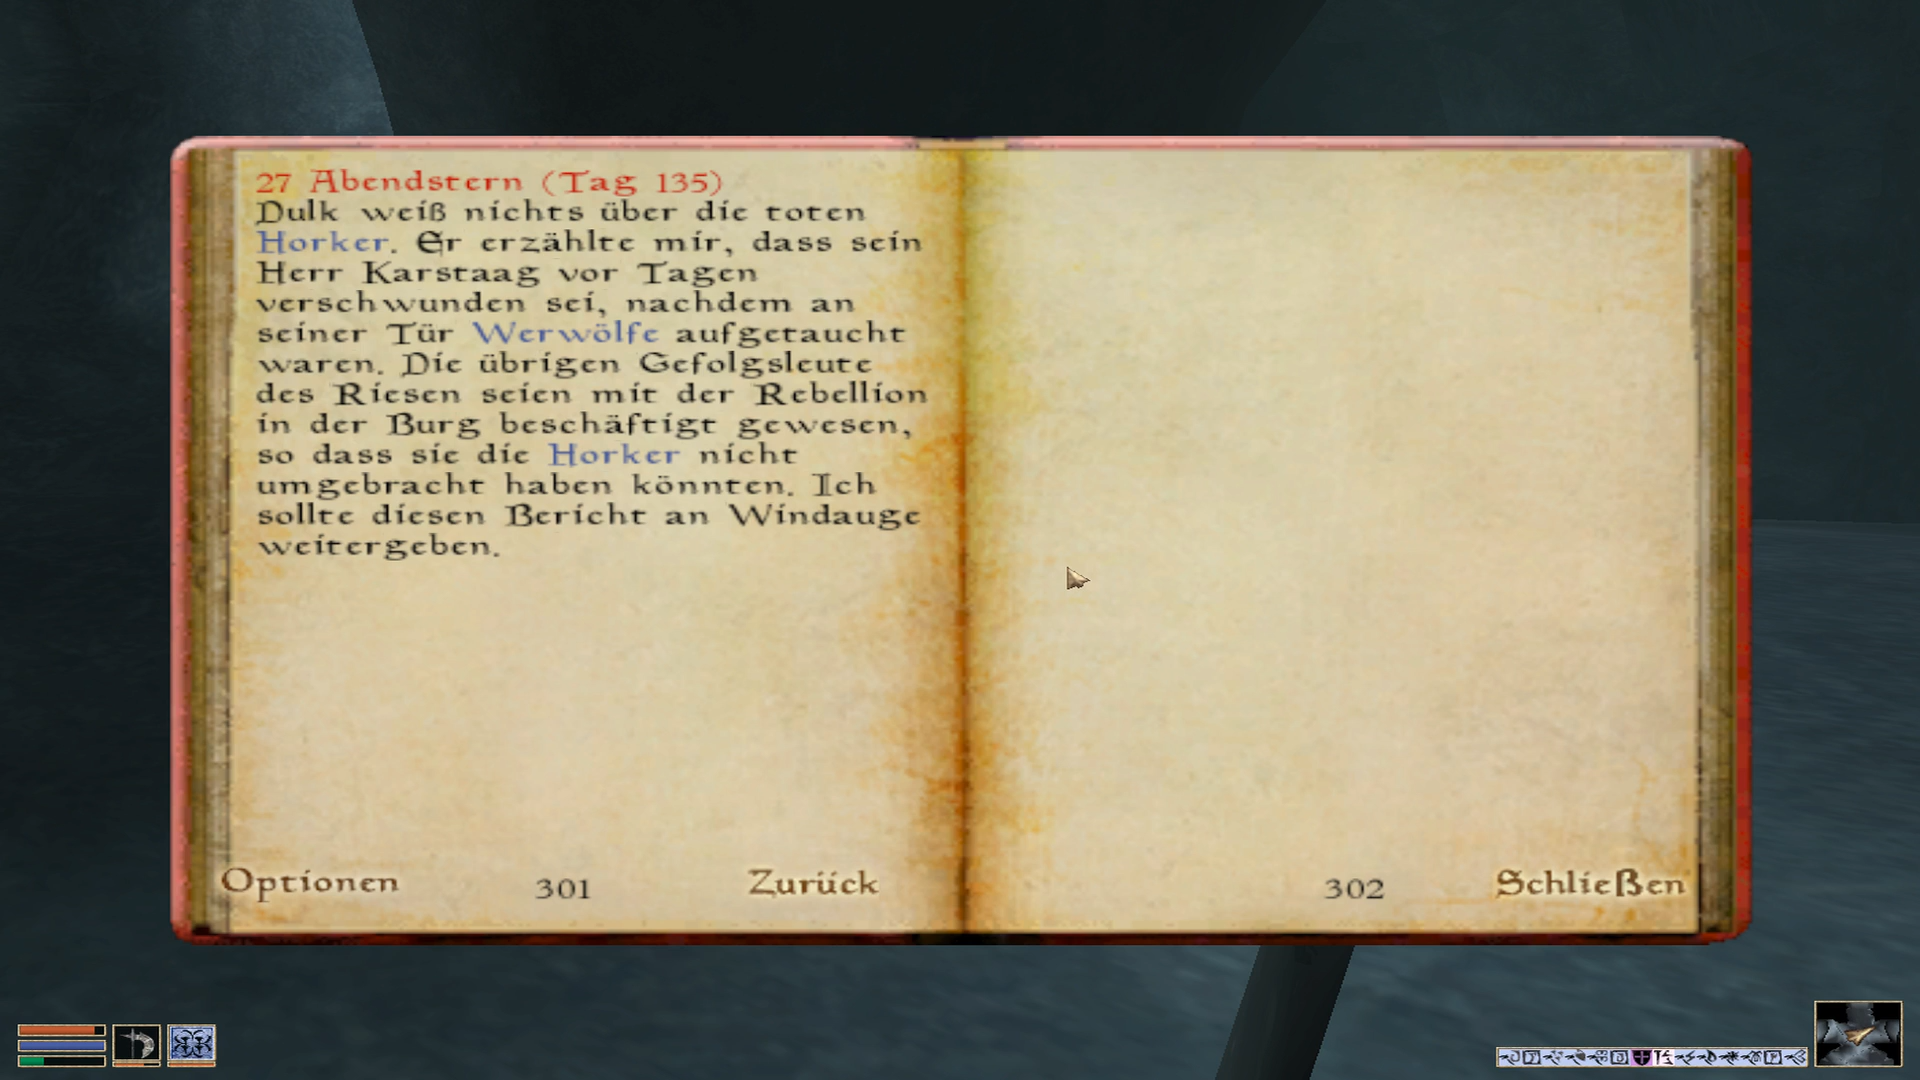 27 Abendstern (Tag 135)
Dulk weiß nichts über die toten
Horker. Er erzählte mir, dass sein
Herr Karstaag vor Tagen
verschwunden sei, nachdem an
seiner Tür Werwölfe aufgetaucht
waren. Die übrigen Gefolgsleute
des Riesen seien mit der Rebellion
in der Burg beschäftigt gewesen,
so dass sie die Horker nicht
umgebracht haben könnten. Ich
sollte diesen Bericht an Windauge
weitergeben.
Optionen 301 Zurück 302 Schließen